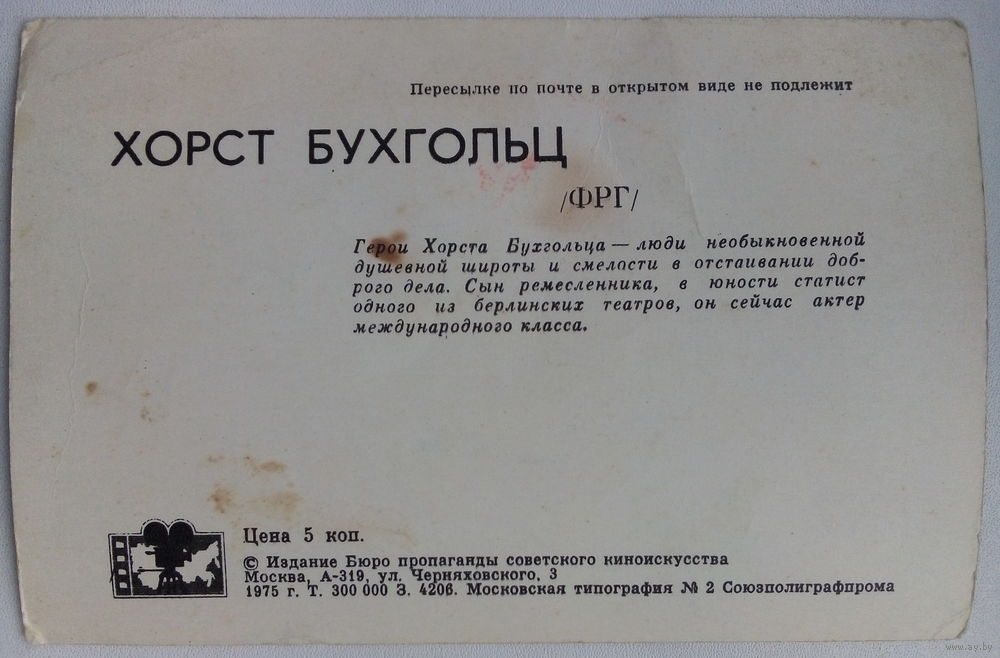 Пересылке по почте в открытом виде не подлежит
ХОРСТ БУХГОЛЬЦ
/ФРГ/
Герои Хорста Бухгольца — люди необыкновенной
душевной широты и смелости в отстаивании доб-
рого дела. Сын ремесленника, в юности статист
одного из берлинских театров, он сейчас актер
международного класса.
Цена 5 коп.
© Издание Бюро пропаганды советского киноискусства
Москва, А-319, ул. Черняховского, 3
1975 г. Т. 300 000 З. 4206. Московская типография № 2 Союзполиграфпрома
www.ay.by